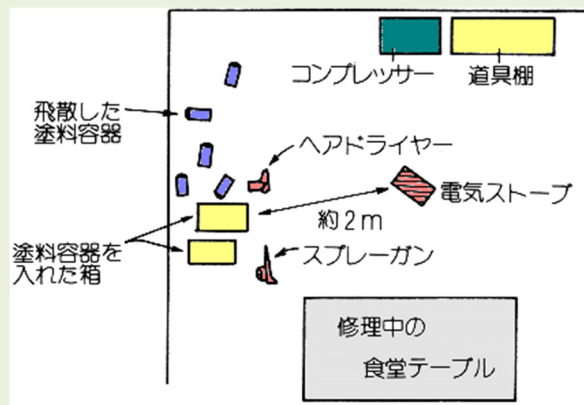 コンプレッサー
道具棚
飛散した
塗料容器
ヘアドライヤー
電気ストーブ
約2m
塗料容器を
入れた箱
スプレーガン
修理中の
食堂テーブル